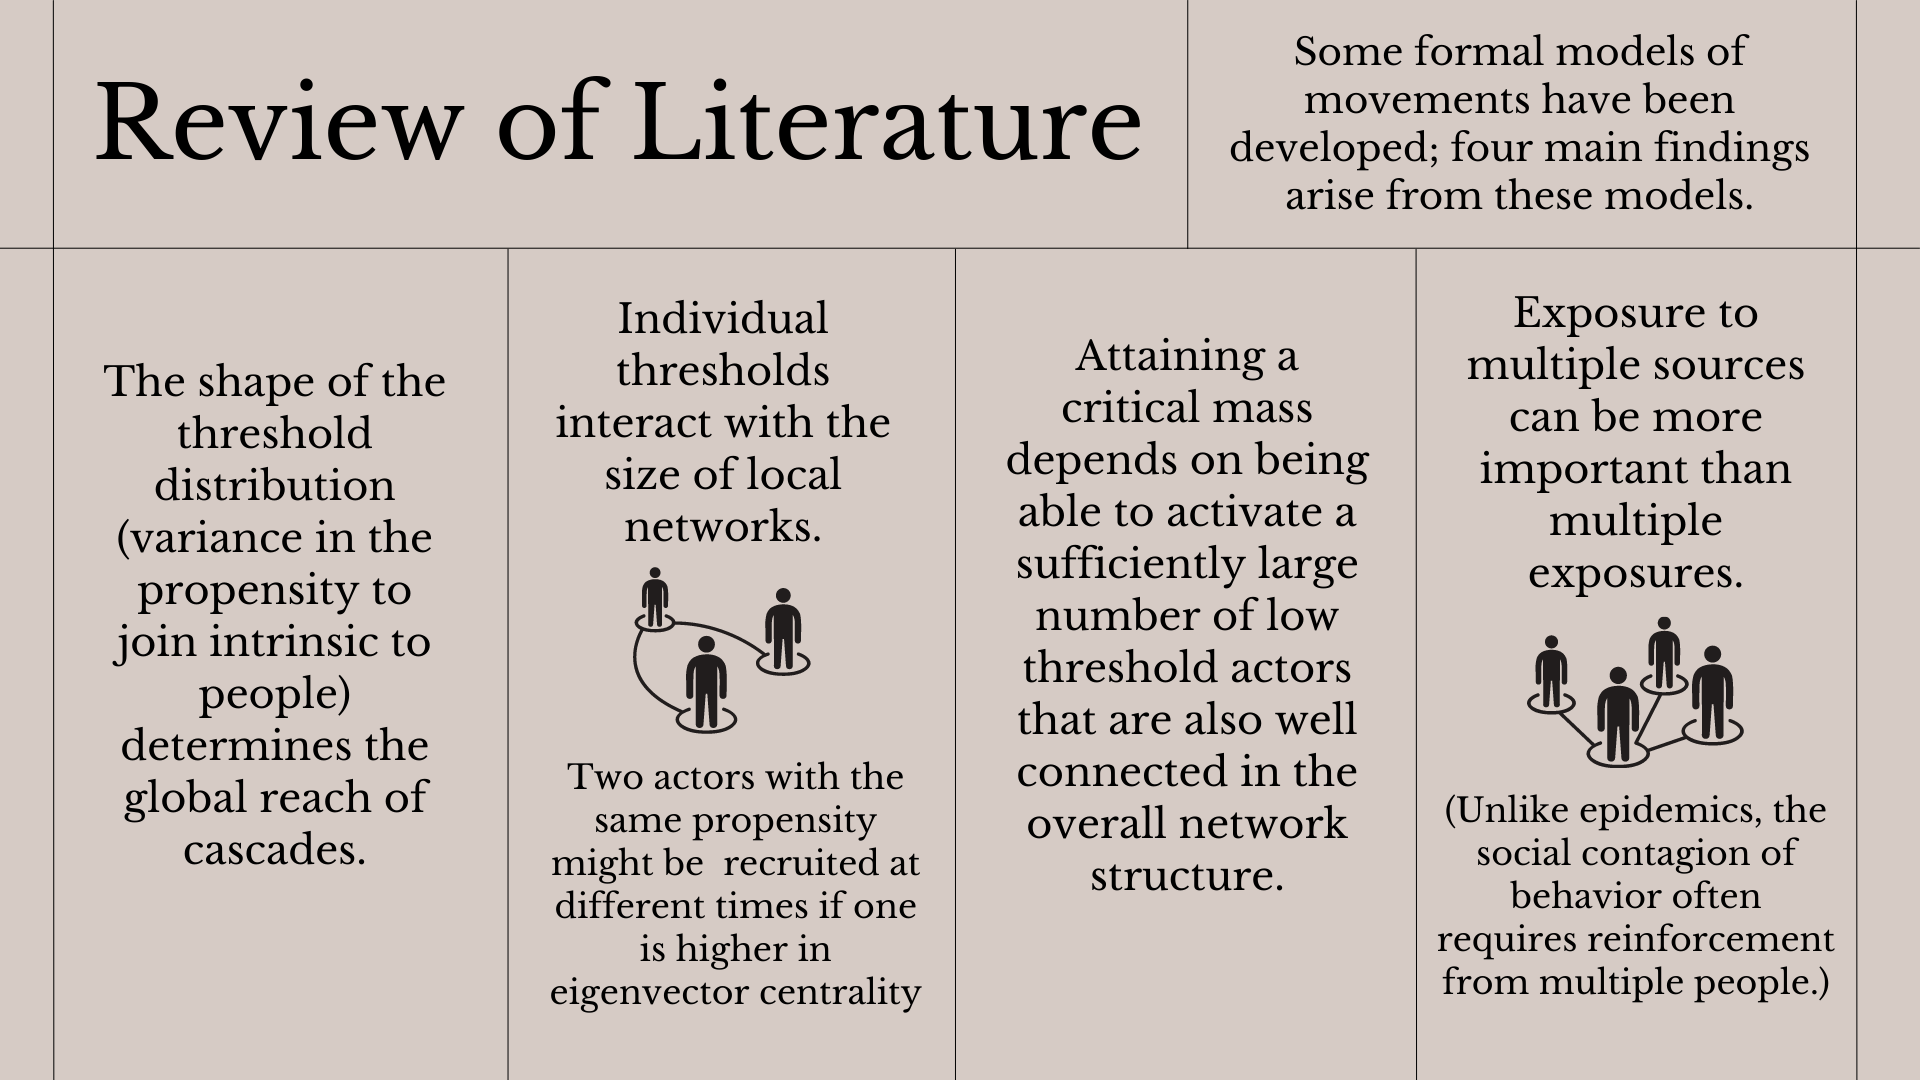 Review of Literature
Some formal models of
movements have been
developed; four main findings
arise from these models.
The shape of the
threshold
distribution
(variance in the
propensity to
join intrinsic to
people)
determines the
global reach of
cascades.
Individual
thresholds
interact with the
size of local
networks.
Two actors with the
same propensity
might be  recruited at
different times if one
is higher in
eigenvector centrality
Attaining a
critical mass
depends on being
able to activate a
sufficiently large
number of low
threshold actors
that are also well
connected in the
overall network
structure.
Exposure to
multiple sources
can be more
important than
multiple
exposures.
(Unlike epidemics, the
social contagion of
behavior often
requires reinforcement
from multiple people.)